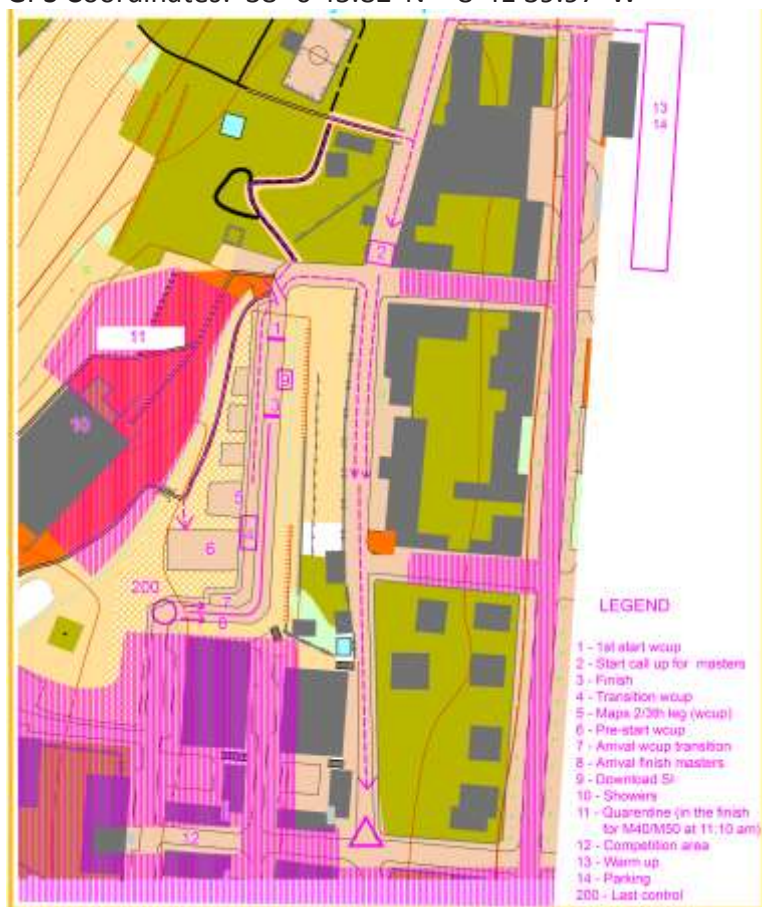 Coordinates:
13
14
2
11
1
9
3
10
5
4
6
200
7
8
12
LEGEND
1 - 1st start wcup
2 - Start call up for masters
3 - Finish
4 - Transition wcup
5 - Maps 2/3th leg (wcup)
6 - Pre-start wcup
7 - Arrival wcup transition
8 - Arrival finish masters
9 - Download SI
10 - Showers
11 - Quarentine (in the finish
for M40/M50 at 11:10 am)
12 - Competition area
13 - Warm up
14 - Parking
200 - Last control